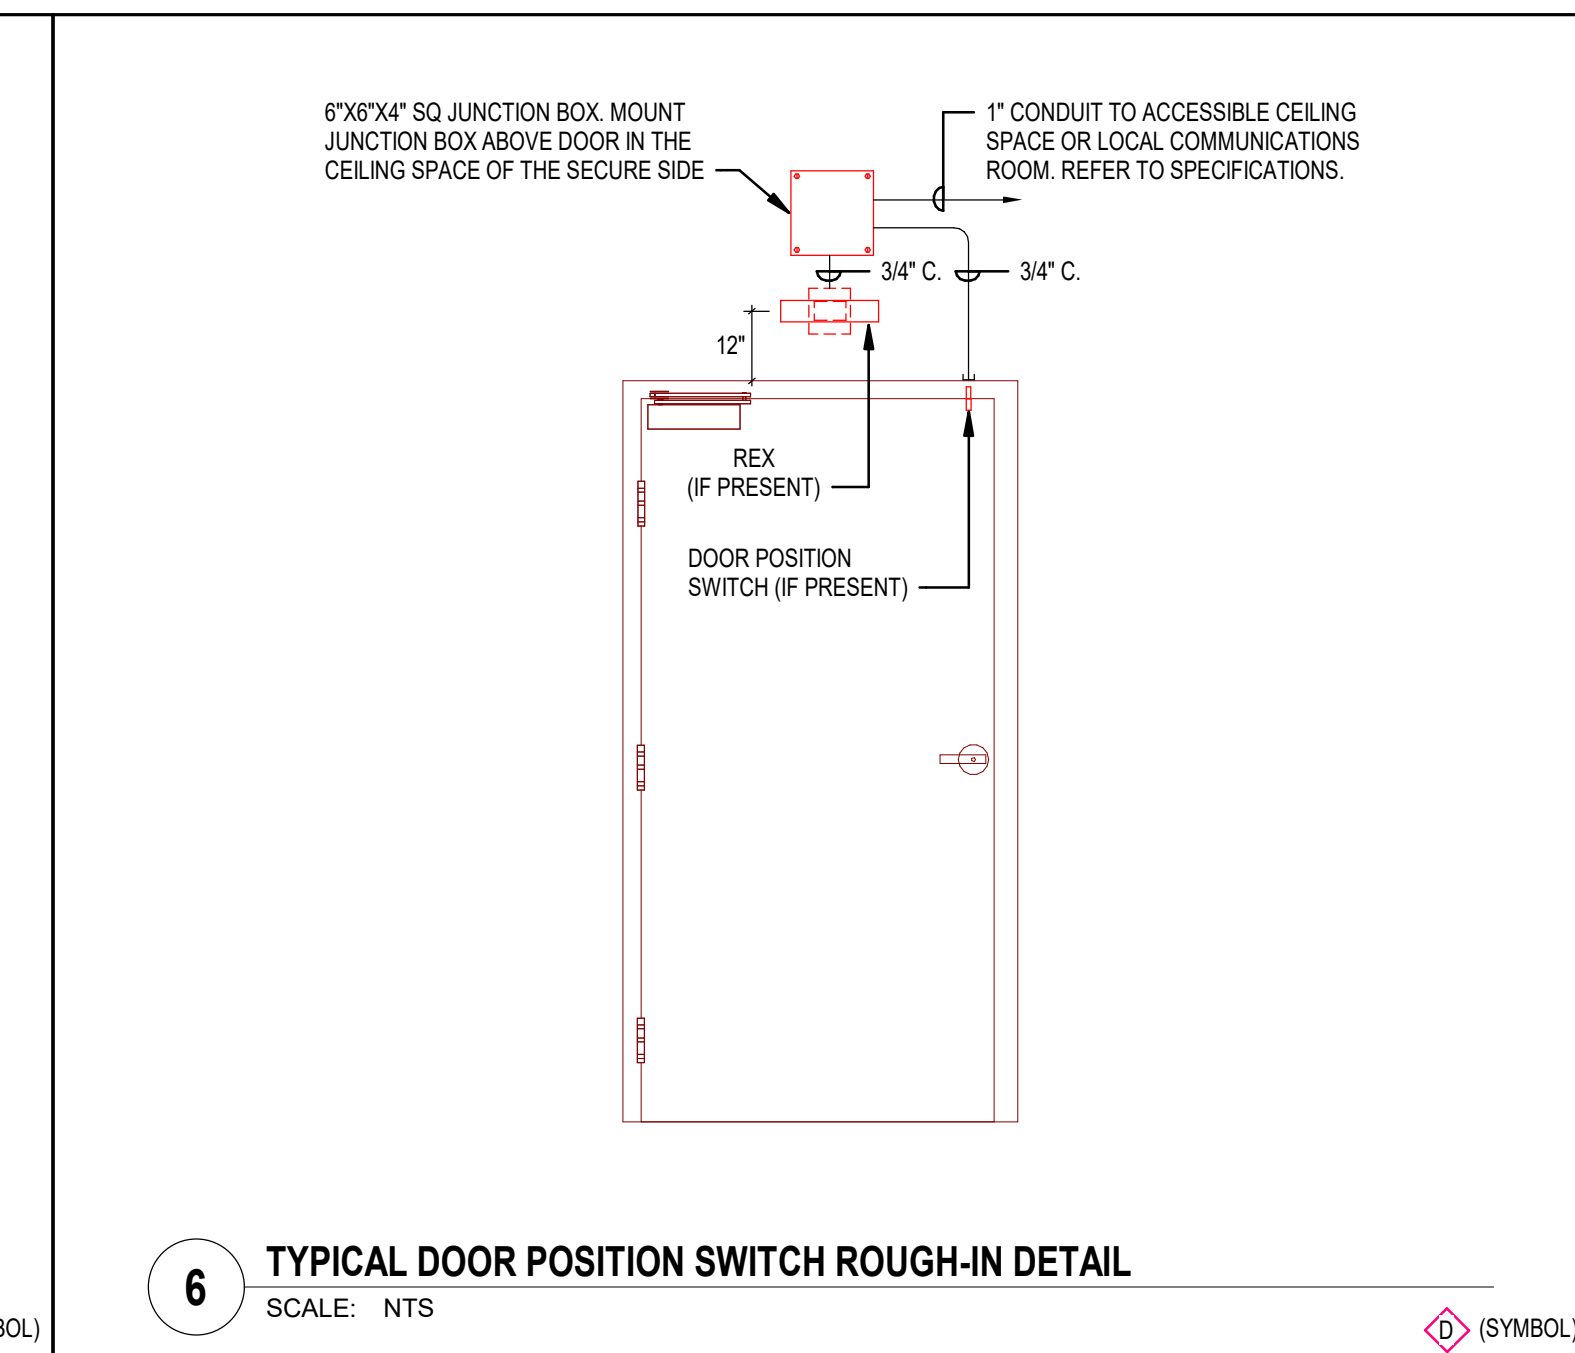 6"X6"X4" SQ JUNCTION BOX. MOUNT
JUNCTION BOX ABOVE DOOR IN THE
CEILING SPACE OF THE SECURE SIDE
1" CONDUIT TO ACCESSIBLE CEILING
SPACE OR LOCAL COMMUNICATIONS
ROOM. REFER TO SPECIFICATIONS.
3/4" C.
3/4" C.
12"
REX
(IF PRESENT)
DOOR POSITION
SWITCH (IF PRESENT)
6
TYPICAL DOOR POSITION SWITCH ROUGH-IN DETAIL
SCALE: NTS
BOL)
D (SYMBOL)